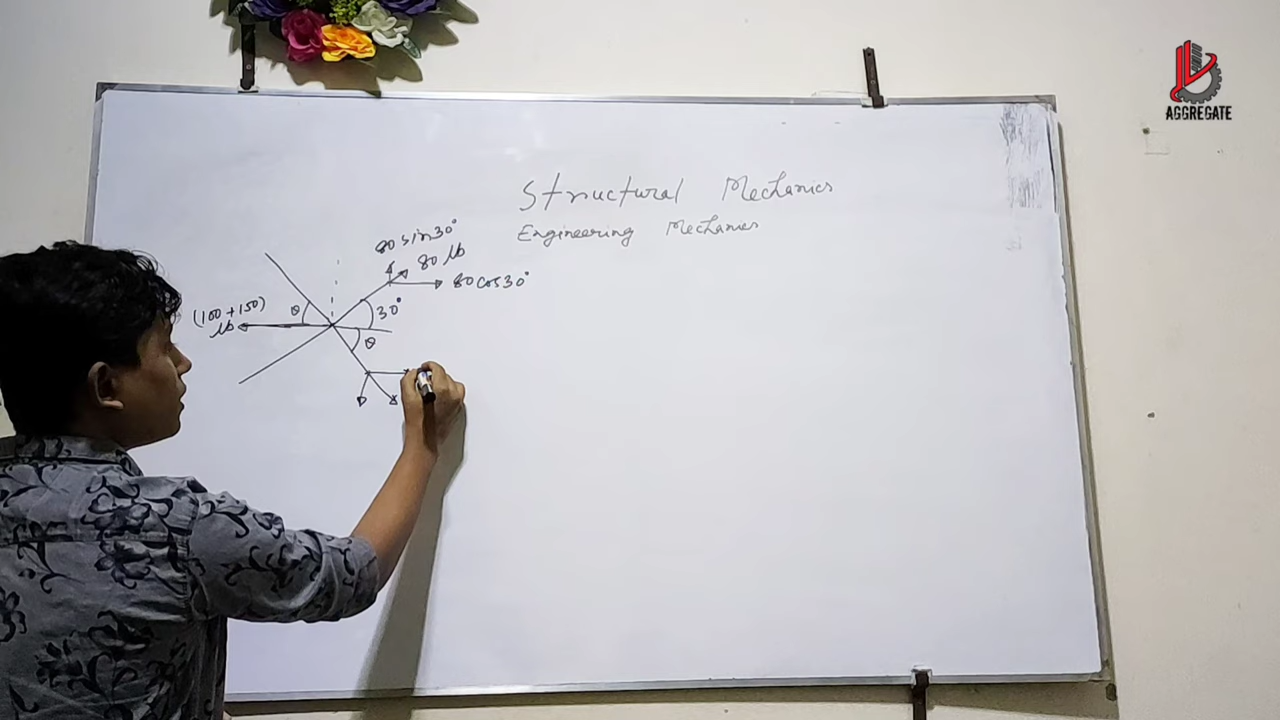 AGGREGATE
Structural Mechanics
Engineering Mechanics
80 sin30°
80 lb
80 cos30°
(100+150)
lb
θ
30°
θ